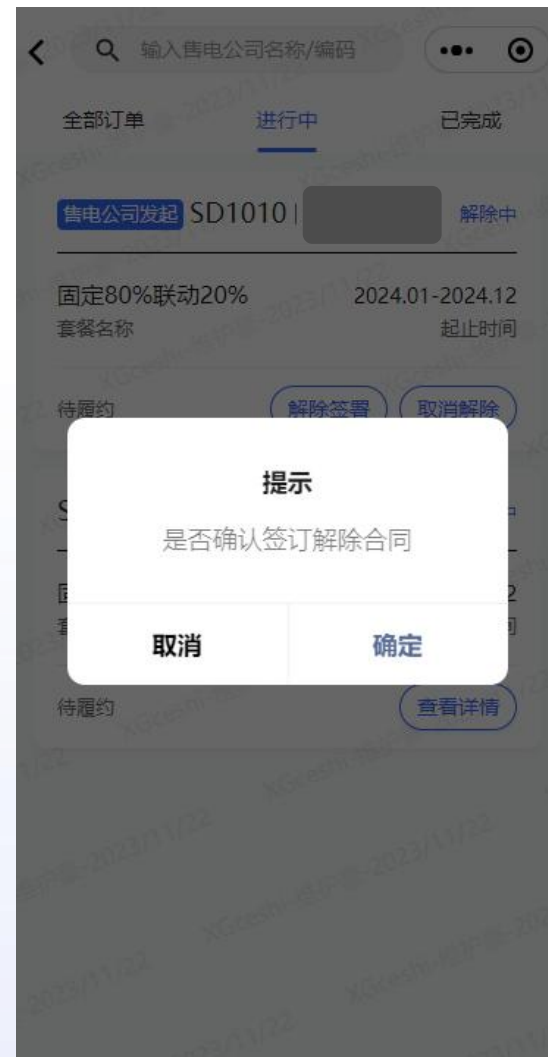 输入售电公司名称/编码
全部订单 进行中 已完成
售电公司发起 SD1010 | 解除中
固定80%联动20% 2024.01-2024.12
套餐名称 起止时间
待履约 解除签署 取消解除
提示
是否确认签订解除合同
取消 确定
待履约 查看详情